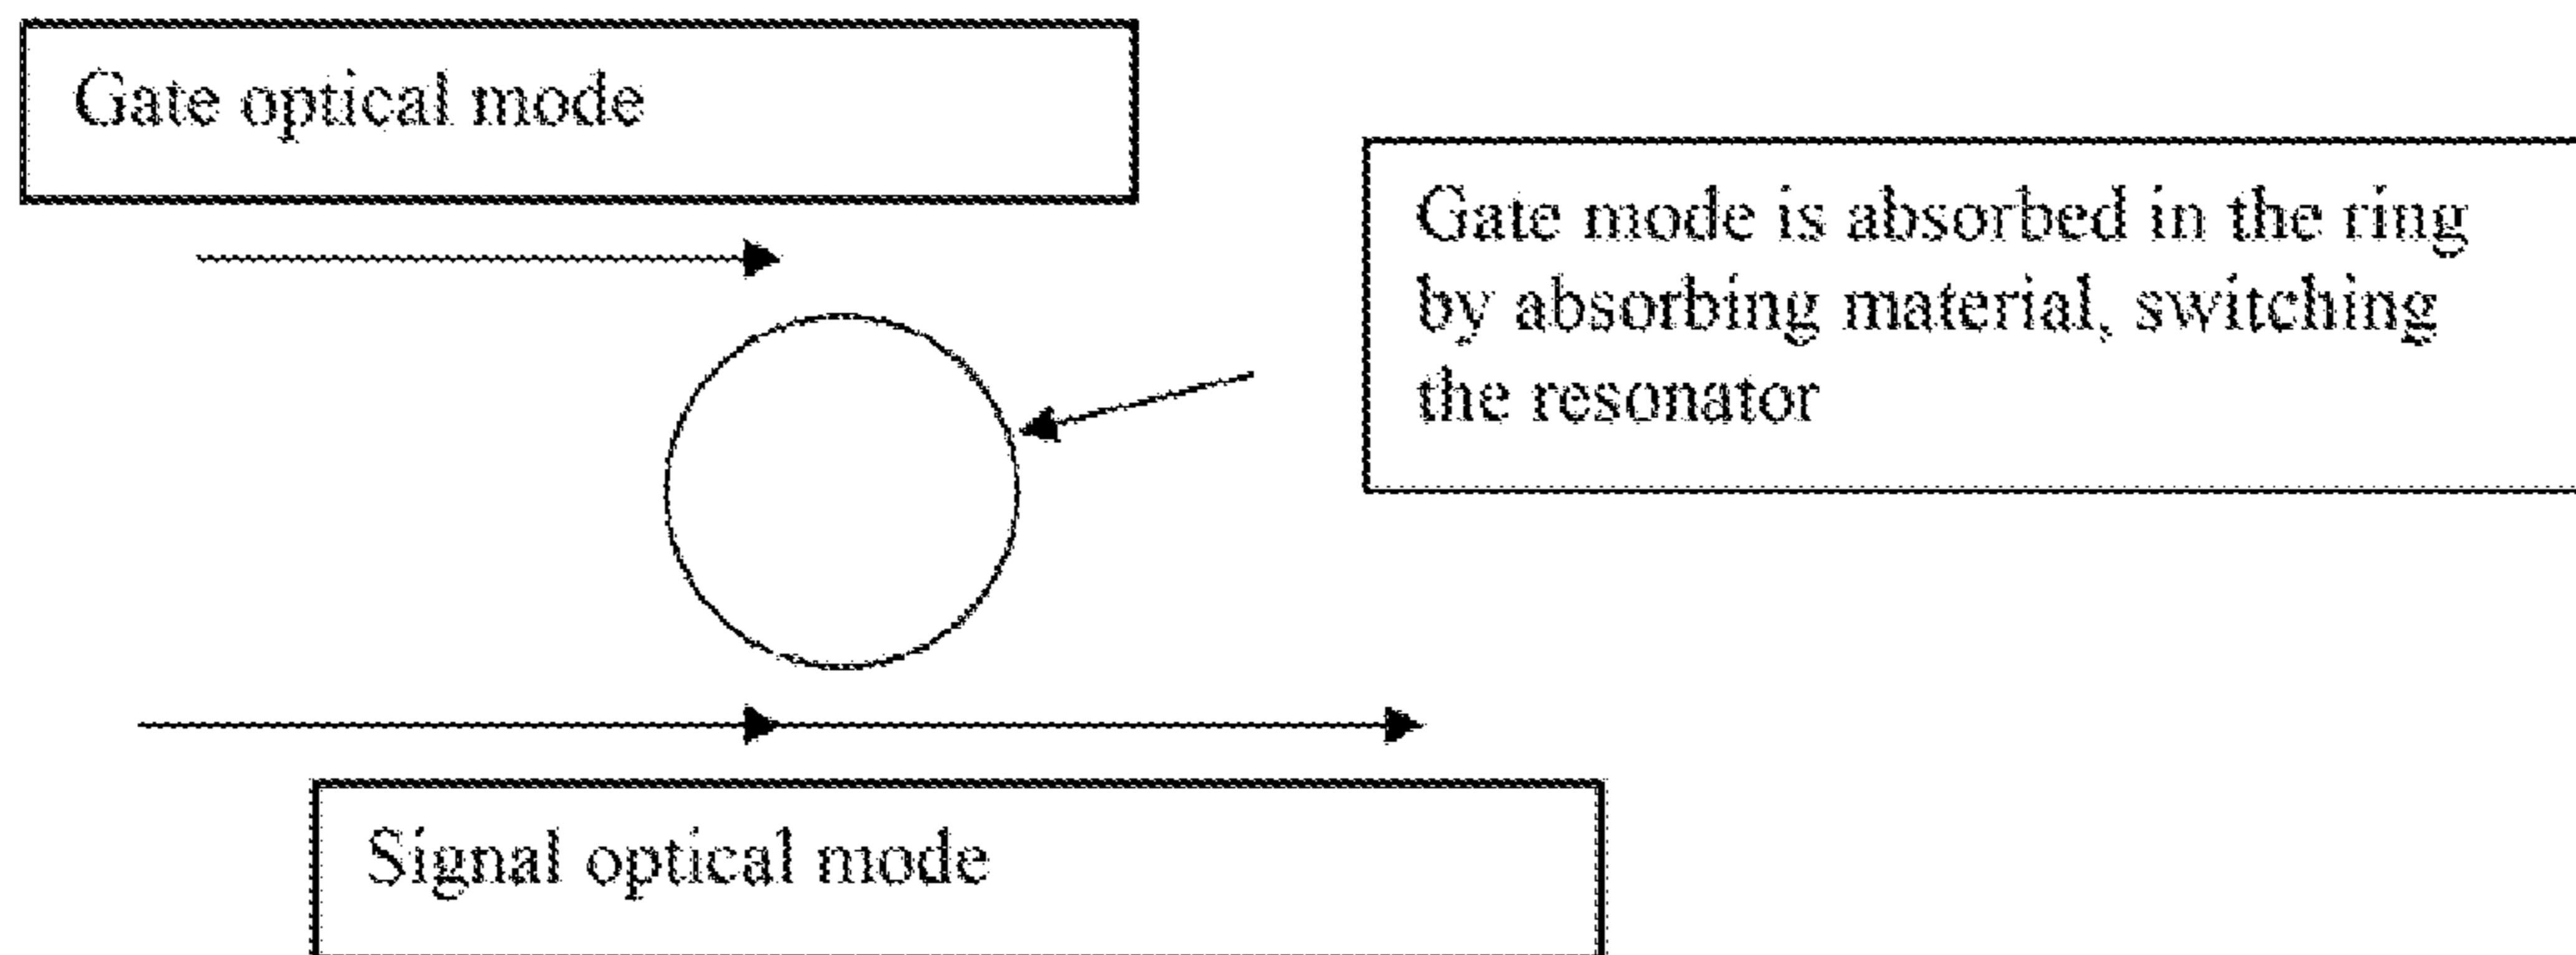 Gate optical mode
Gate mode is absorbed in the ring
by absorbing material, switching
the resonator
Signal optical mode